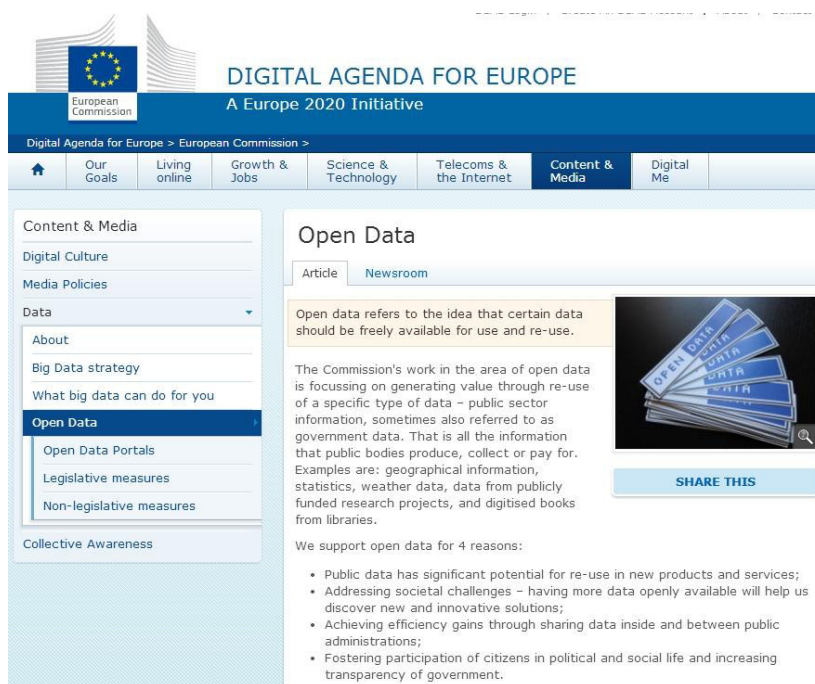 European
Commission
DIGITAL AGENDA FOR EUROPE
A Europe 2020 Initiative
Digital Agenda for Europe > European Commission >
Our
Goals
Living
online
Growth &
Jobs
Science &
Technology
Telecoms &
the Internet
Content &
Media
Digital
Me
Content & Media
Digital Culture
Media Policies
Data
About
Big Data strategy
What big data can do for you
Open Data
Open Data Portals
Legislative measures
Non-legislative measures
Collective Awareness
Open Data
Article Newsroom
Open data refers to the idea that certain data
should be freely available for use and re-use.
The Commission's work in the area of open data
is focussing on generating value through re-use
of a specific type of data – public sector
information, sometimes also referred to as
government data. That is all the information
that public bodies produce, collect or pay for.
Examples are: geographical information,
statistics, weather data, data from publicly
funded research projects, and digitised books
from libraries.
OPEN DATA
DATA
DATA
DATA
SHARE THIS
We support open data for 4 reasons:
• Public data has significant potential for re-use in new products and services;
• Addressing societal challenges – having more data openly available will help us
discover new and innovative solutions;
• Achieving efficiency gains through sharing data inside and between public
administrations;
• Fostering participation of citizens in political and social life and increasing
transparency of government.